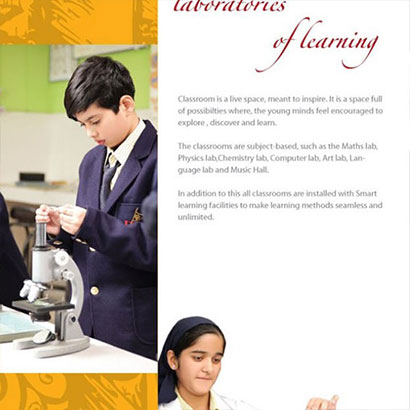 laboratories
of learning
Classroom is a live space, meant to inspire. It is a space full
of possibilties where, the young minds feel encouraged to
explore , discover and learn.
The classrooms are subject-based, such as the Maths lab,
Physics lab,Chemistry lab, Computer lab, Art lab, Lan-
guage lab and Music Hall.
In addition to this all classrooms are installed with Smart
learning facilities to make learning methods seamless and
unlimited.